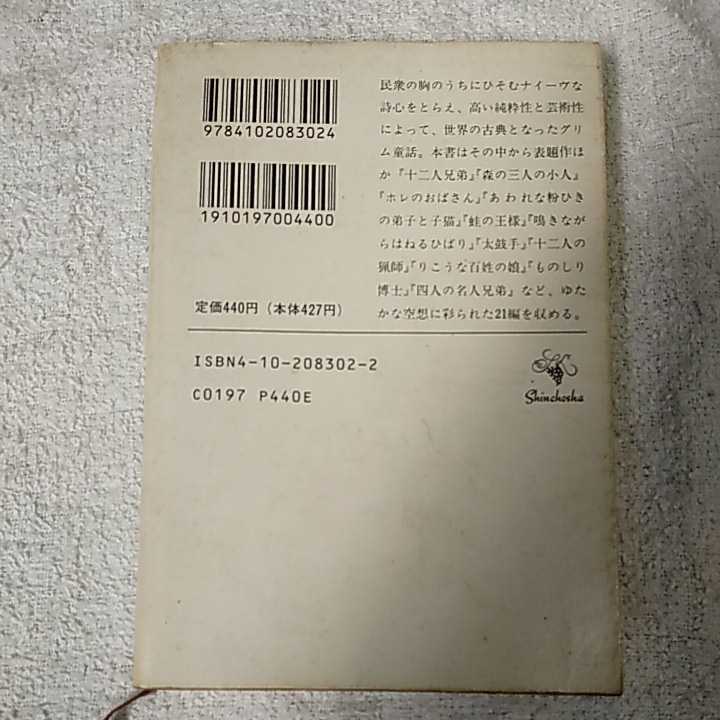 9784102083024
1910197004400
定価440円（本体427円）
民衆の胸のうちにひそむナイーヴな
詩心をとらえ、高い純粋性と芸術性
によって、世界の古典となったグリ
ム童話。本書はその中から表題作ほ
か『十二人兄弟』『森の三人の小人』
『ホレのおばさん』『あわれな粉ひき
の弟子と子猫』『蛙の王様』『鳴きなが
らはねるひばり』『太鼓手』『十二人の
猟師』『りこうな百姓の娘』『ものしり
博士』『四人の名人兄弟』など、ゆた
かな空想に彩られた21編を収める。
ISBN4-10-208302-2
C0197 P440E
Shinchosha